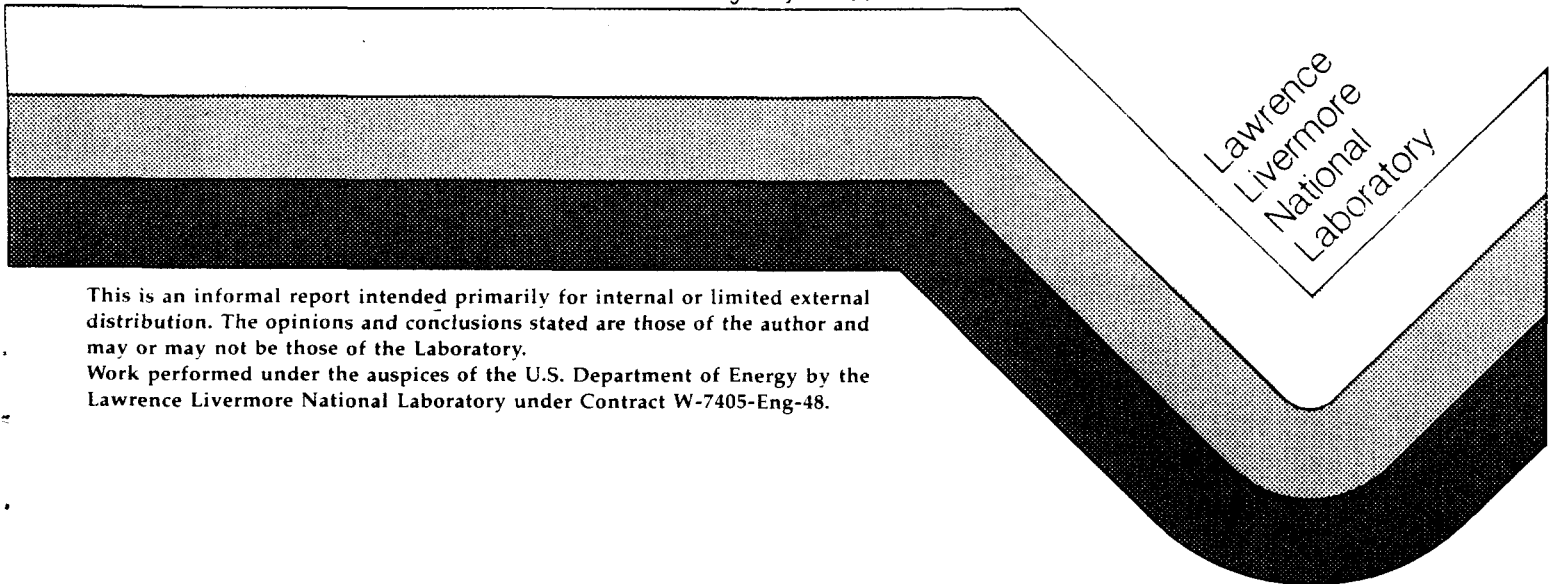 Lawrence
Livermore
National
Laboratory
This is an informal report intended primarily for internal or limited external
distribution. The opinions and conclusions stated are those of the author and
may or may not be those of the Laboratory.
Work performed under the auspices of the U.S. Department of Energy by the
Lawrence Livermore National Laboratory under Contract W-7405-Eng-48.